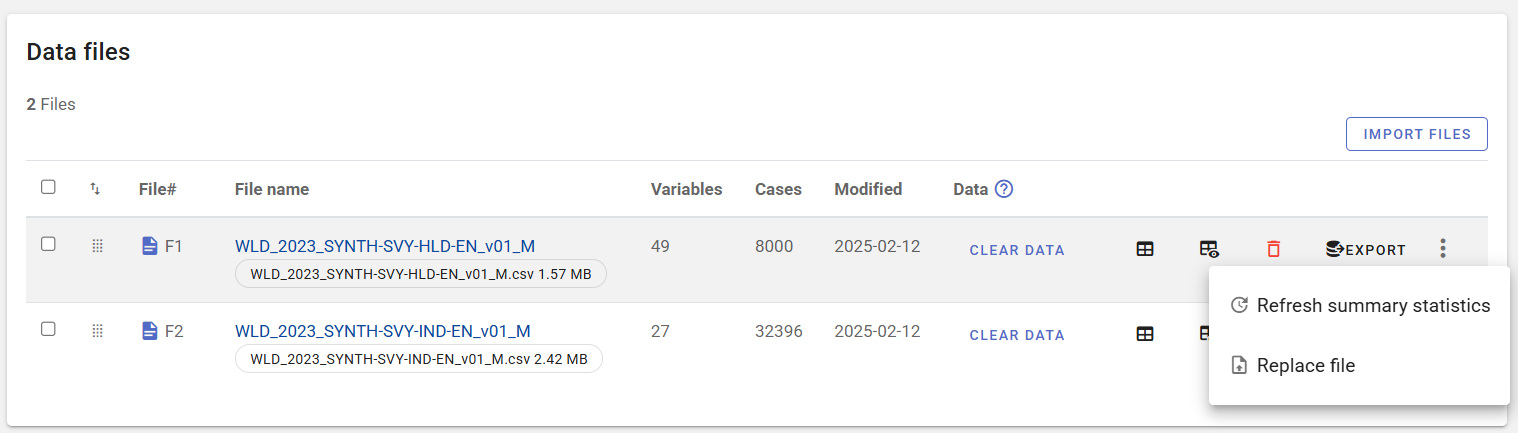 Data files
2 Files
IMPORT FILES
File# File name Variables Cases Modified Data ?
F1 WLD_2023_SYNTH-SVY-HLD-EN_v01_M 49 8000 2025-02-12 CLEAR DATA EXPORT
WLD_2023_SYNTH-SVY-HLD-EN_v01_M.csv 1.57 MB
Refresh summary statistics
F2 WLD_2023_SYNTH-SVY-IND-EN_v01_M 27 32396 2025-02-12 CLEAR DATA
WLD_2023_SYNTH-SVY-IND-EN_v01_M.csv 2.42 MB
Replace file